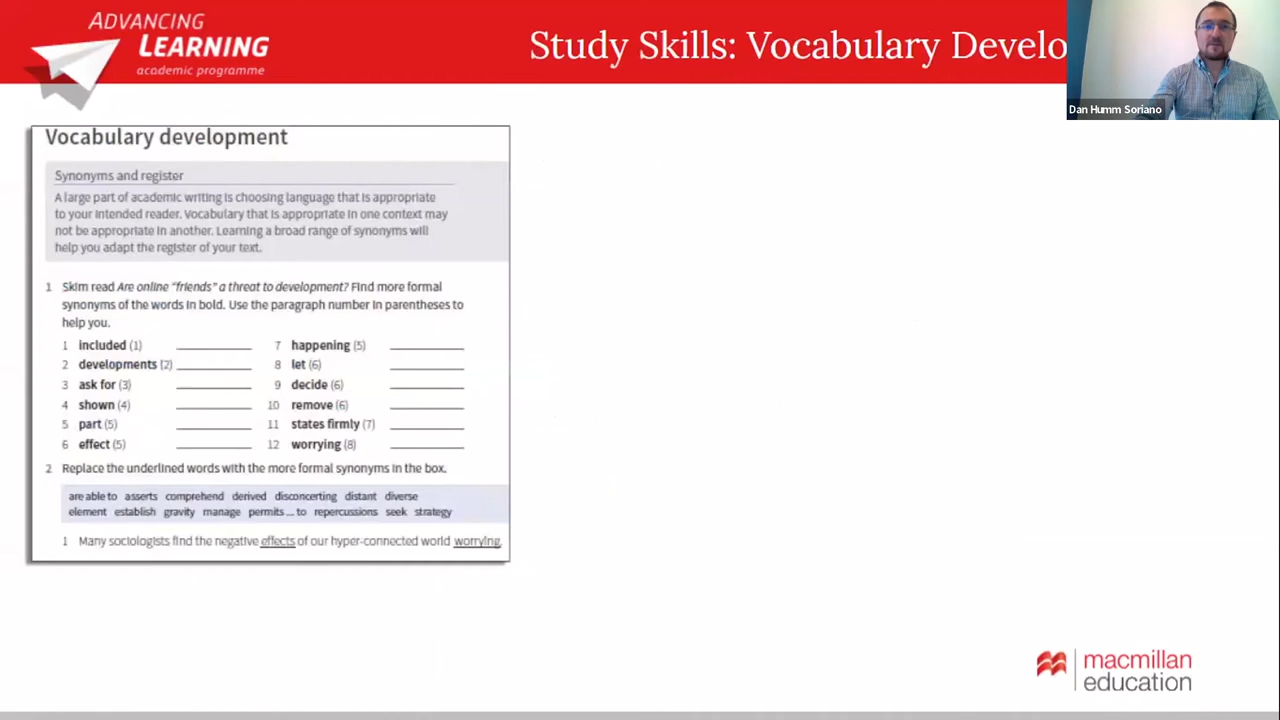 ADVANCING
LEARNING
academic programme
Study Skills: Vocabulary Develo
Dan Humm Soriano
Vocabulary development
Synonyms and register
A large part of academic writing is choosing language that is appropriate
to your intended reader. Vocabulary that is appropriate in one context may
not be appropriate in another. Learning a broad range of synonyms will
help you adapt the register of your text.
1 Skim read Are online "friends" a threat to development? Find more formal
synonyms of the words in bold. Use the paragraph number in parentheses to
help you.
1 included (1)
2 developments (2)
3 ask for (3)
4 shown (4)
5 part (5)
6 effect (5)
7 happening (5)
8 let (6)
9 decide (6)
10 remove (6)
11 states firmly (7)
12 worrying (8)
2 Replace the underlined words with the more formal synonyms in the box.
are able to asserts comprehend derived disconcerting distant diverse
element establish gravity manage permits ... to repercussions seek strategy
1 Many sociologists find the negative effects of our hyper-connected world worrying.
macmillan
education